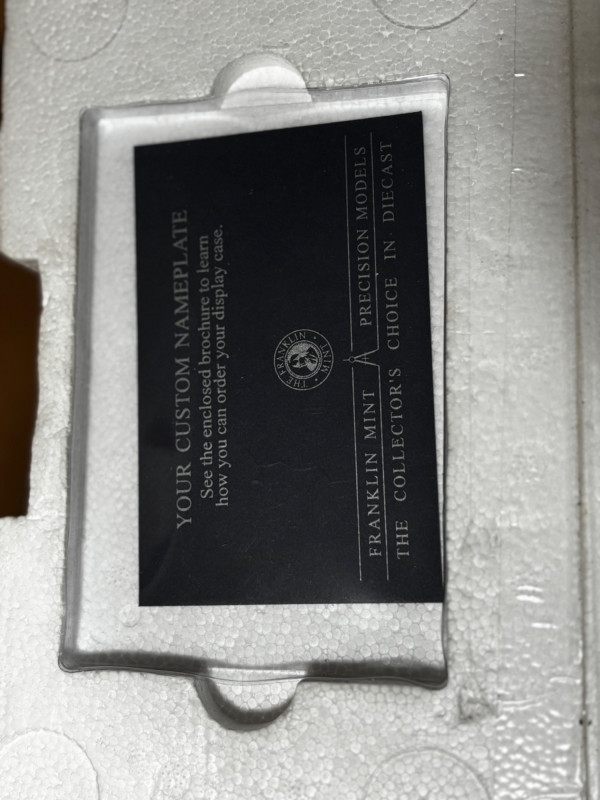 YOUR CUSTOM NAMEPLATE
See the enclosed brochure to learn
how you can order your display case.
THE FRANKLIN • MINT •
FRANKLIN MINT PRECISION MODELS
THE COLLECTOR'S CHOICE IN DIECAST